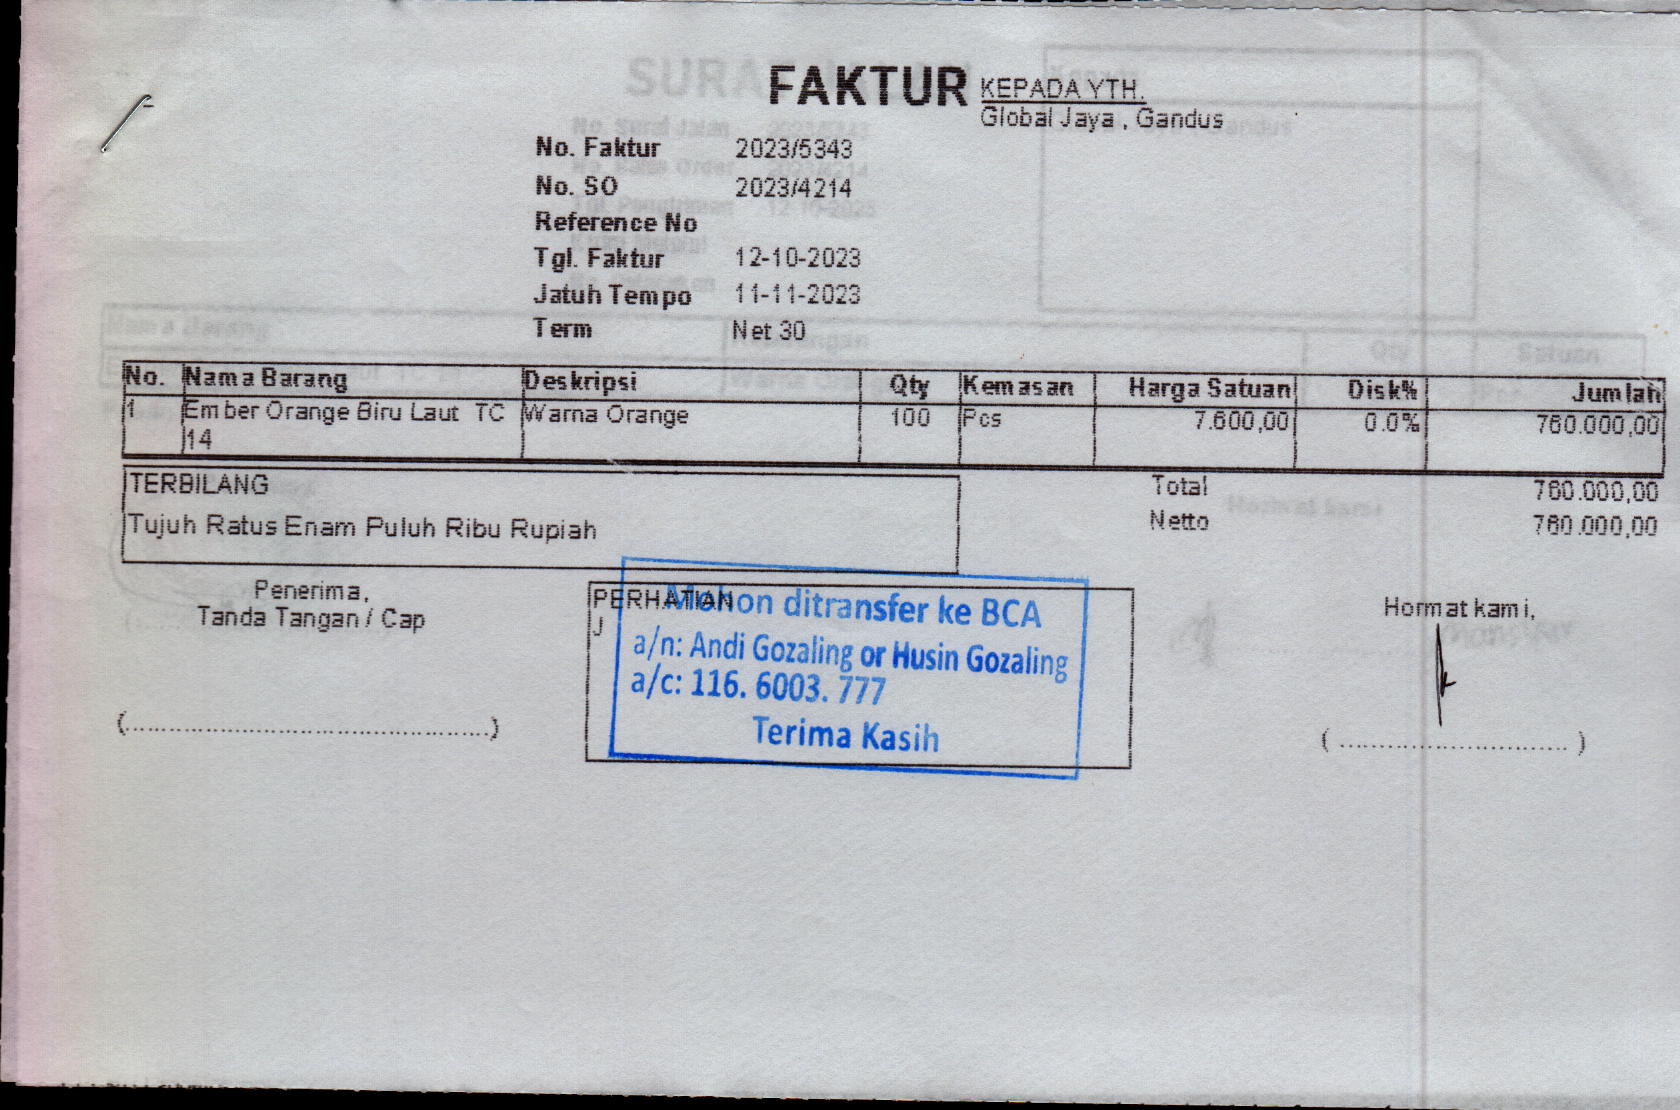 FAKTUR
KEPADA YTH.
Global Jaya , Gandus
No. Faktur 2023/5343
No. SO 2023/4214
Reference No
Tgl. Faktur 12-10-2023
Jatuh Tempo 11-11-2023
Term Net 30
No. Nama Barang Deskripsi Qty Kemasan Harga Satuan Disk% Jumlah
1 Ember Orange Biru Laut TC 14 Warna Orange 100 Pcs 7.600,00 0.0% 760.000,00
TERBILANG
Tujuh Ratus Enam Puluh Ribu Rupiah
Total 760.000,00
Netto 760.000,00
Penerima,
Tanda Tangan / Cap
(................................................)
PERHATIAN
J
Mohon ditransfer ke BCA
a/n: Andi Gozaling or Husin Gozaling
a/c: 116. 6003. 777
Terima Kasih
Hormat kami,
( ............................. )